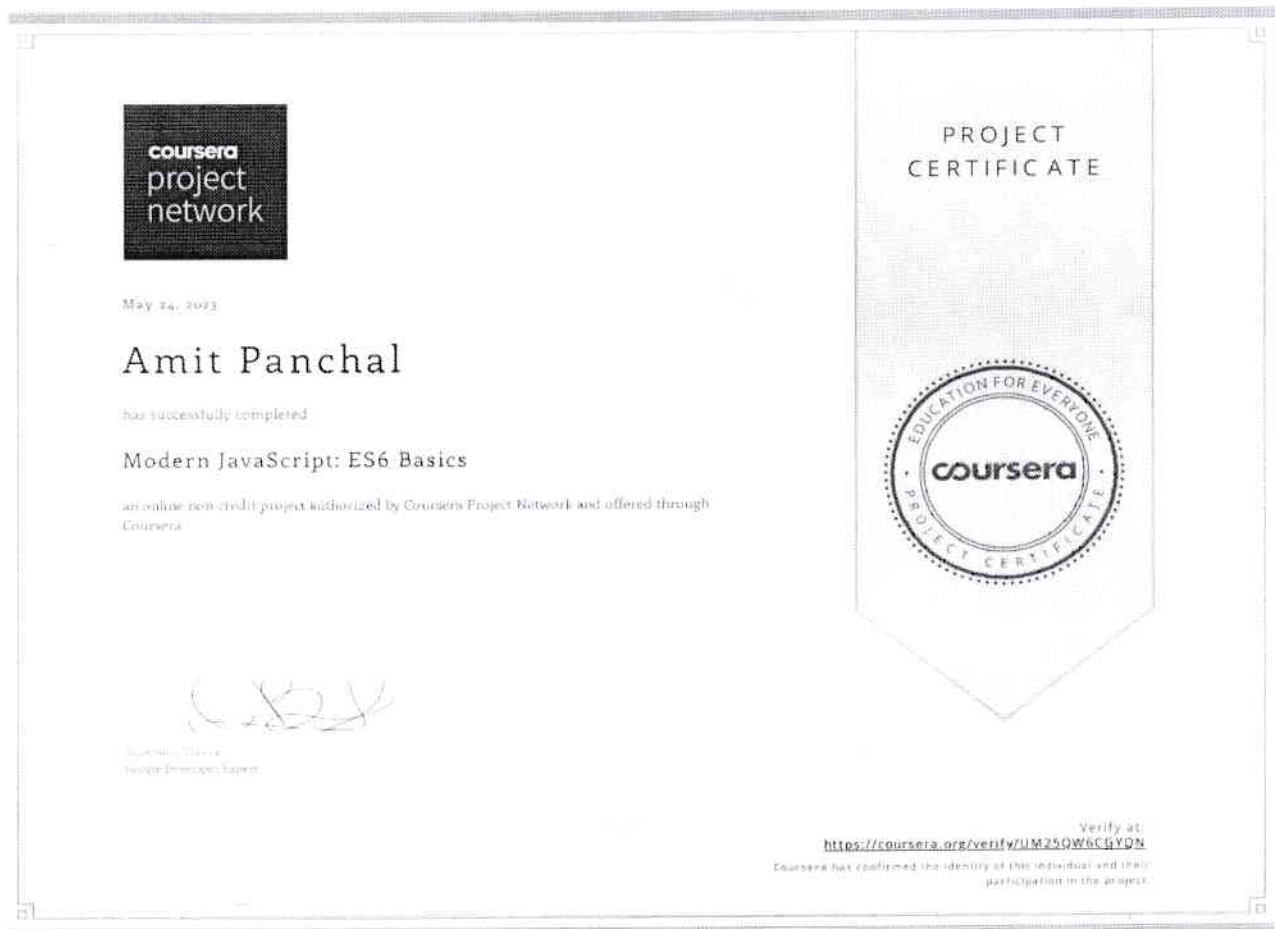 coursera
project
network
May 24, 2023
Amit Panchal
has successfully completed
Modern JavaScript: ES6 Basics
an online non-credit project authorized by Coursera Project Network and offered through
Coursera
Google Developer Expert
PROJECT
CERTIFICATE
EDUCATION FOR EVERYONE
coursera
PROJECT CERTIFICATE
Verify at:
https://coursera.org/verify/UM25QW6CGYQN
Coursera has confirmed the identity of this individual and their
participation in the project.